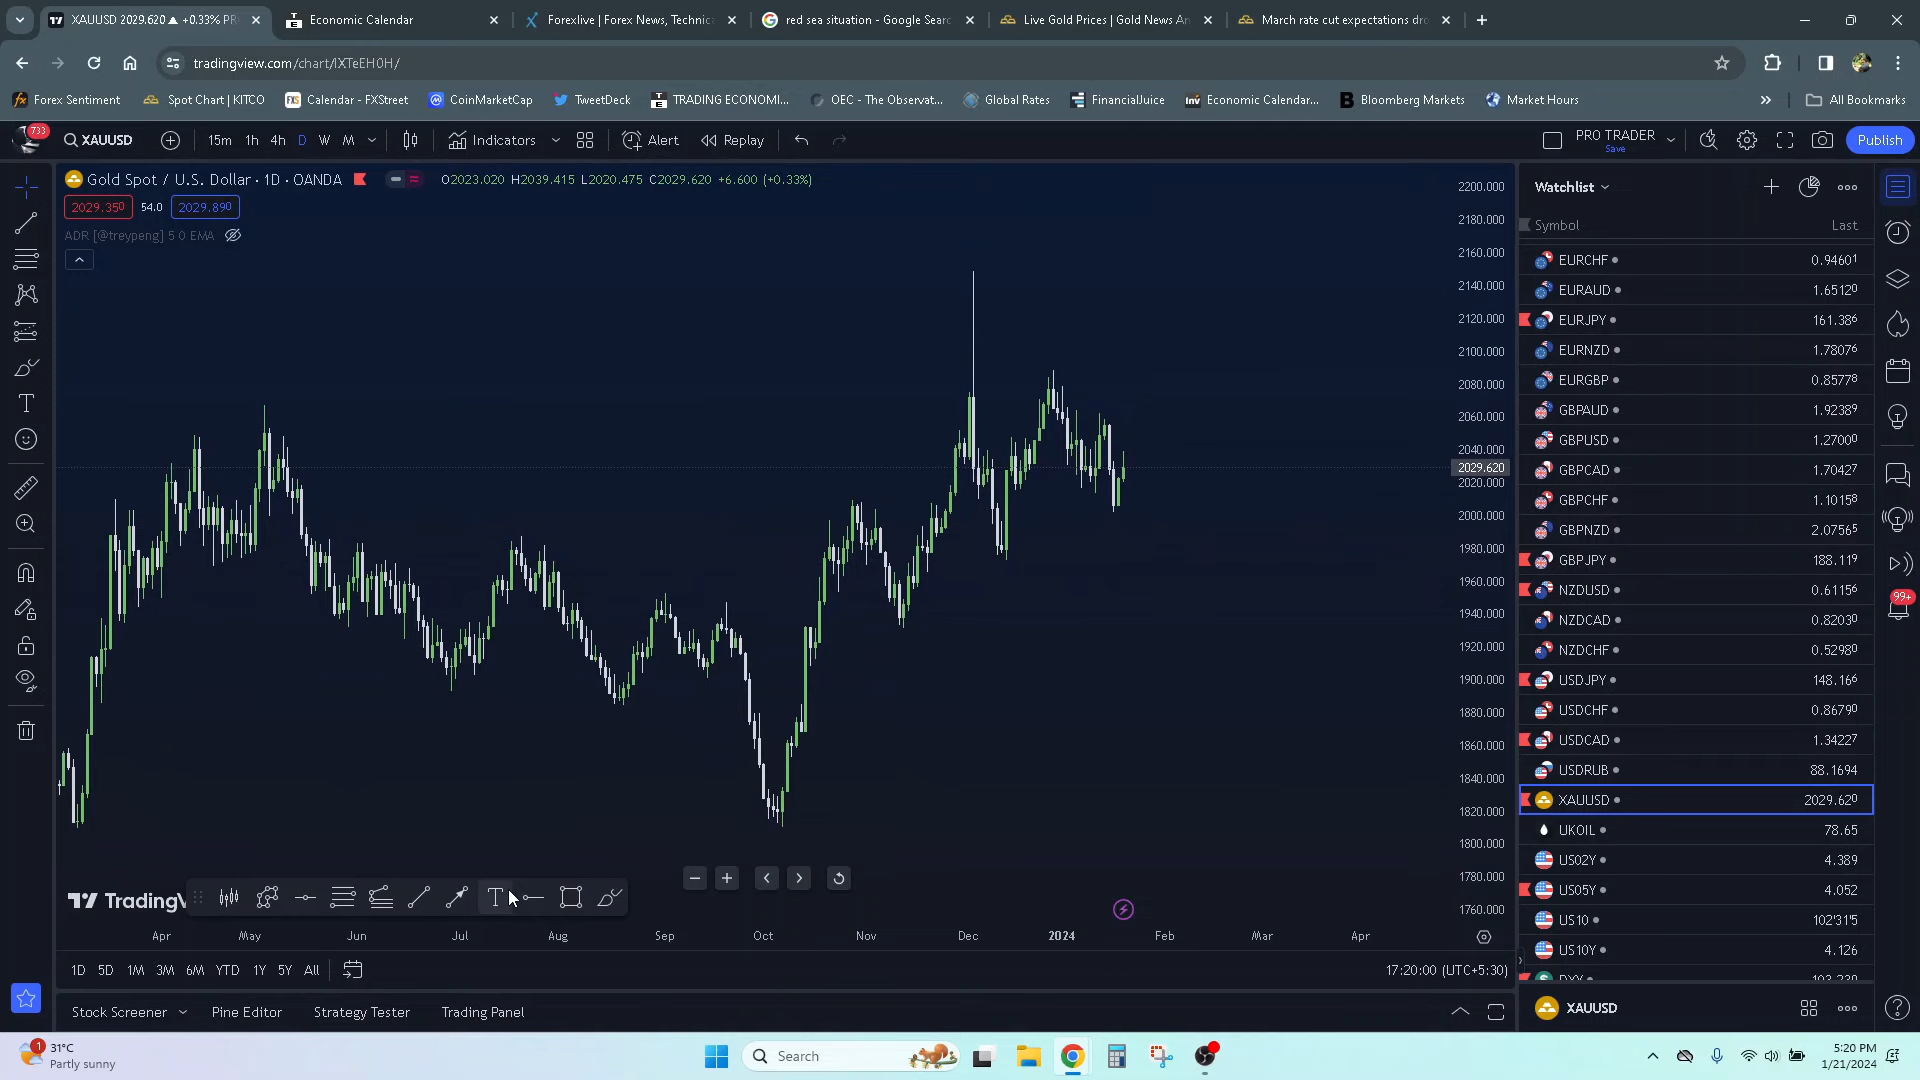 XAUUSD 2029.620 ▲ +0.33% PR
Economic Calendar
Forexlive | Forex News, Technica
red sea situation - Google Searc
Live Gold Prices | Gold News An
March rate cut expectations dro
tradingview.com/chart/lXTeEH0H/
Forex Sentiment
Spot Chart | KITCO
Calendar - FXStreet
CoinMarketCap
TweetDeck
TRADING ECONOMI...
OEC - The Observat...
Global Rates
FinancialJuice
Economic Calendar...
Bloomberg Markets
Market Hours
All Bookmarks
733
XAUUSD
15m 1h 4h D W M
Indicators
Alert
Replay
PRO TRADER
Save
Publish
Gold Spot / U.S. Dollar · 1D · OANDA
O2023.020 H2039.415 L2020.475 C2029.620 +6.600 (+0.33%)
2029.350 54.0 2029.890
ADR [@treypeng] 5 0 EMA
2200.000
2180.000
2160.000
2140.000
2120.000
2100.000
2080.000
2060.000
2040.000
2029.620
2020.000
2000.000
1980.000
1960.000
1940.000
1920.000
1900.000
1880.000
1860.000
1840.000
1820.000
1800.000
1780.000
1760.000
Watchlist
Symbol Last
EURCHF 0.94601
EURAUD 1.65120
EURJPY 161.386
EURNZD 1.78076
EURGBP 0.85778
GBPAUD 1.92389
GBPUSD 1.27000
GBPCAD 1.70427
GBPCHF 1.10158
GBPNZD 2.07565
GBPJPY 188.119
NZDUSD 0.61156
NZDCAD 0.82030
NZDCHF 0.52980
USDJPY 148.166
USDCHF 0.86790
USDCAD 1.34227
USDRUB 88.1694
XAUUSD 2029.620
UKOIL 78.65
US02Y 4.389
US05Y 4.052
US10 102'31'5
US10Y 4.126
DXY 103.230
99+
TradingV
Apr May Jun Jul Aug Sep Oct Nov Dec 2024 Feb Mar Apr
1D 5D 1M 3M 6M YTD 1Y 5Y All
17:20:00 (UTC+5:30)
Stock Screener
Pine Editor
Strategy Tester
Trading Panel
XAUUSD
1
31°C
Partly sunny
Search
5:20 PM
1/21/2024